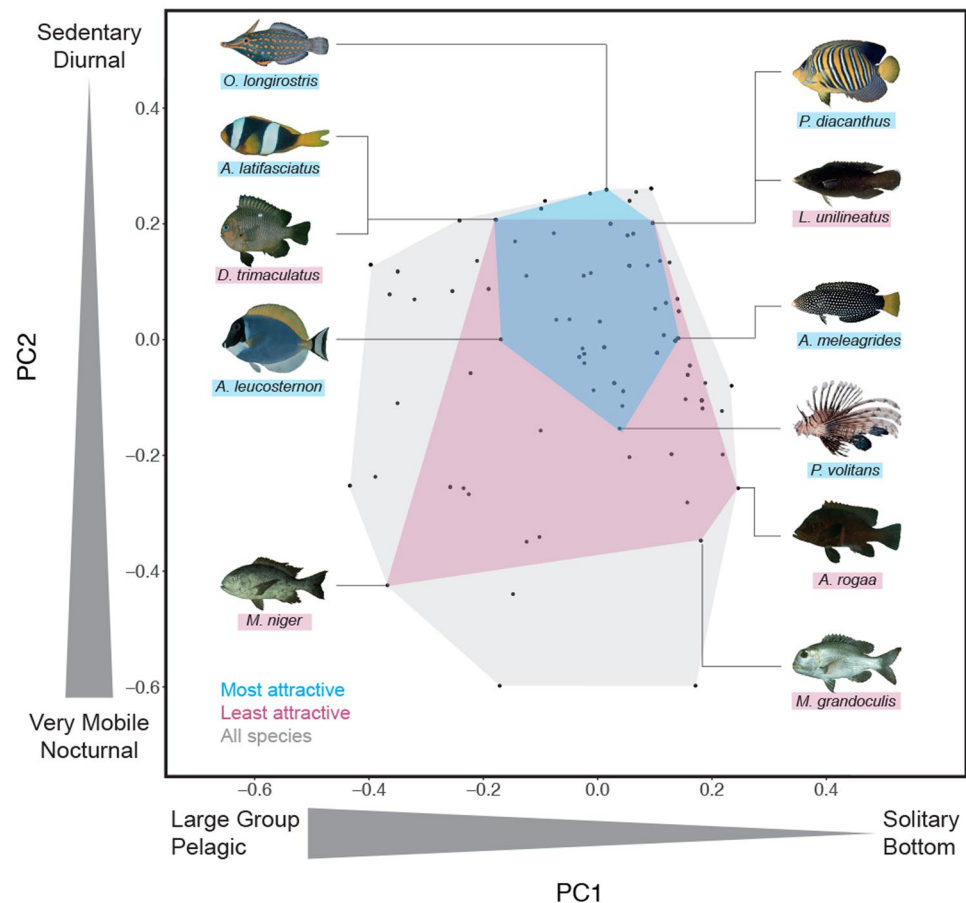 Sedentary
Diurnal
O. longirostris
A. latifasciatus
D. trimaculatus
A. leucosternon
M. niger
P. diacanthus
L. unilineatus
A. meleagrides
P. volitans
A. rogaa
M. grandoculis
0.4
0.2
0.0
−0.2
−0.4
−0.6
PC2
Very Mobile
Nocturnal
Most attractive
Least attractive
All species
−0.6
−0.4
−0.2
0.0
0.2
0.4
Large Group
Pelagic
Solitary
Bottom
PC1